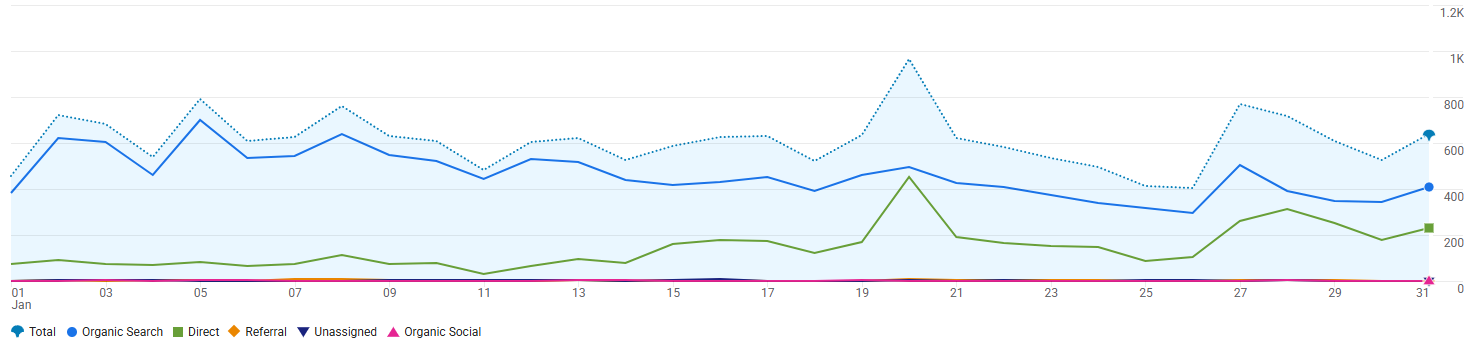 1.2K
1K
800
600
400
200
0
01 03 05 07 09 11 13 15 17 19 21 23 25 27 29 31
Jan
Total Organic Search Direct Referral Unassigned Organic Social